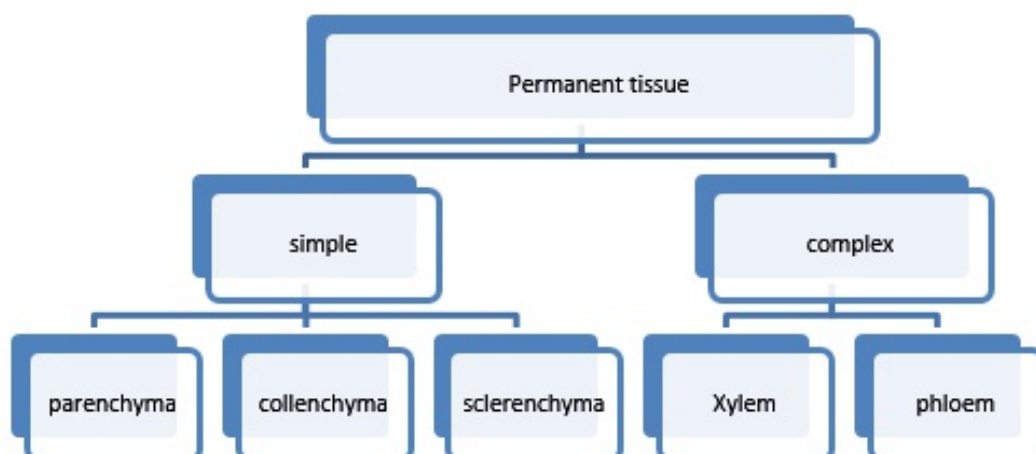 Permanent tissue
simple
complex
parenchyma
collenchyma
sclerenchyma
Xylem
phloem